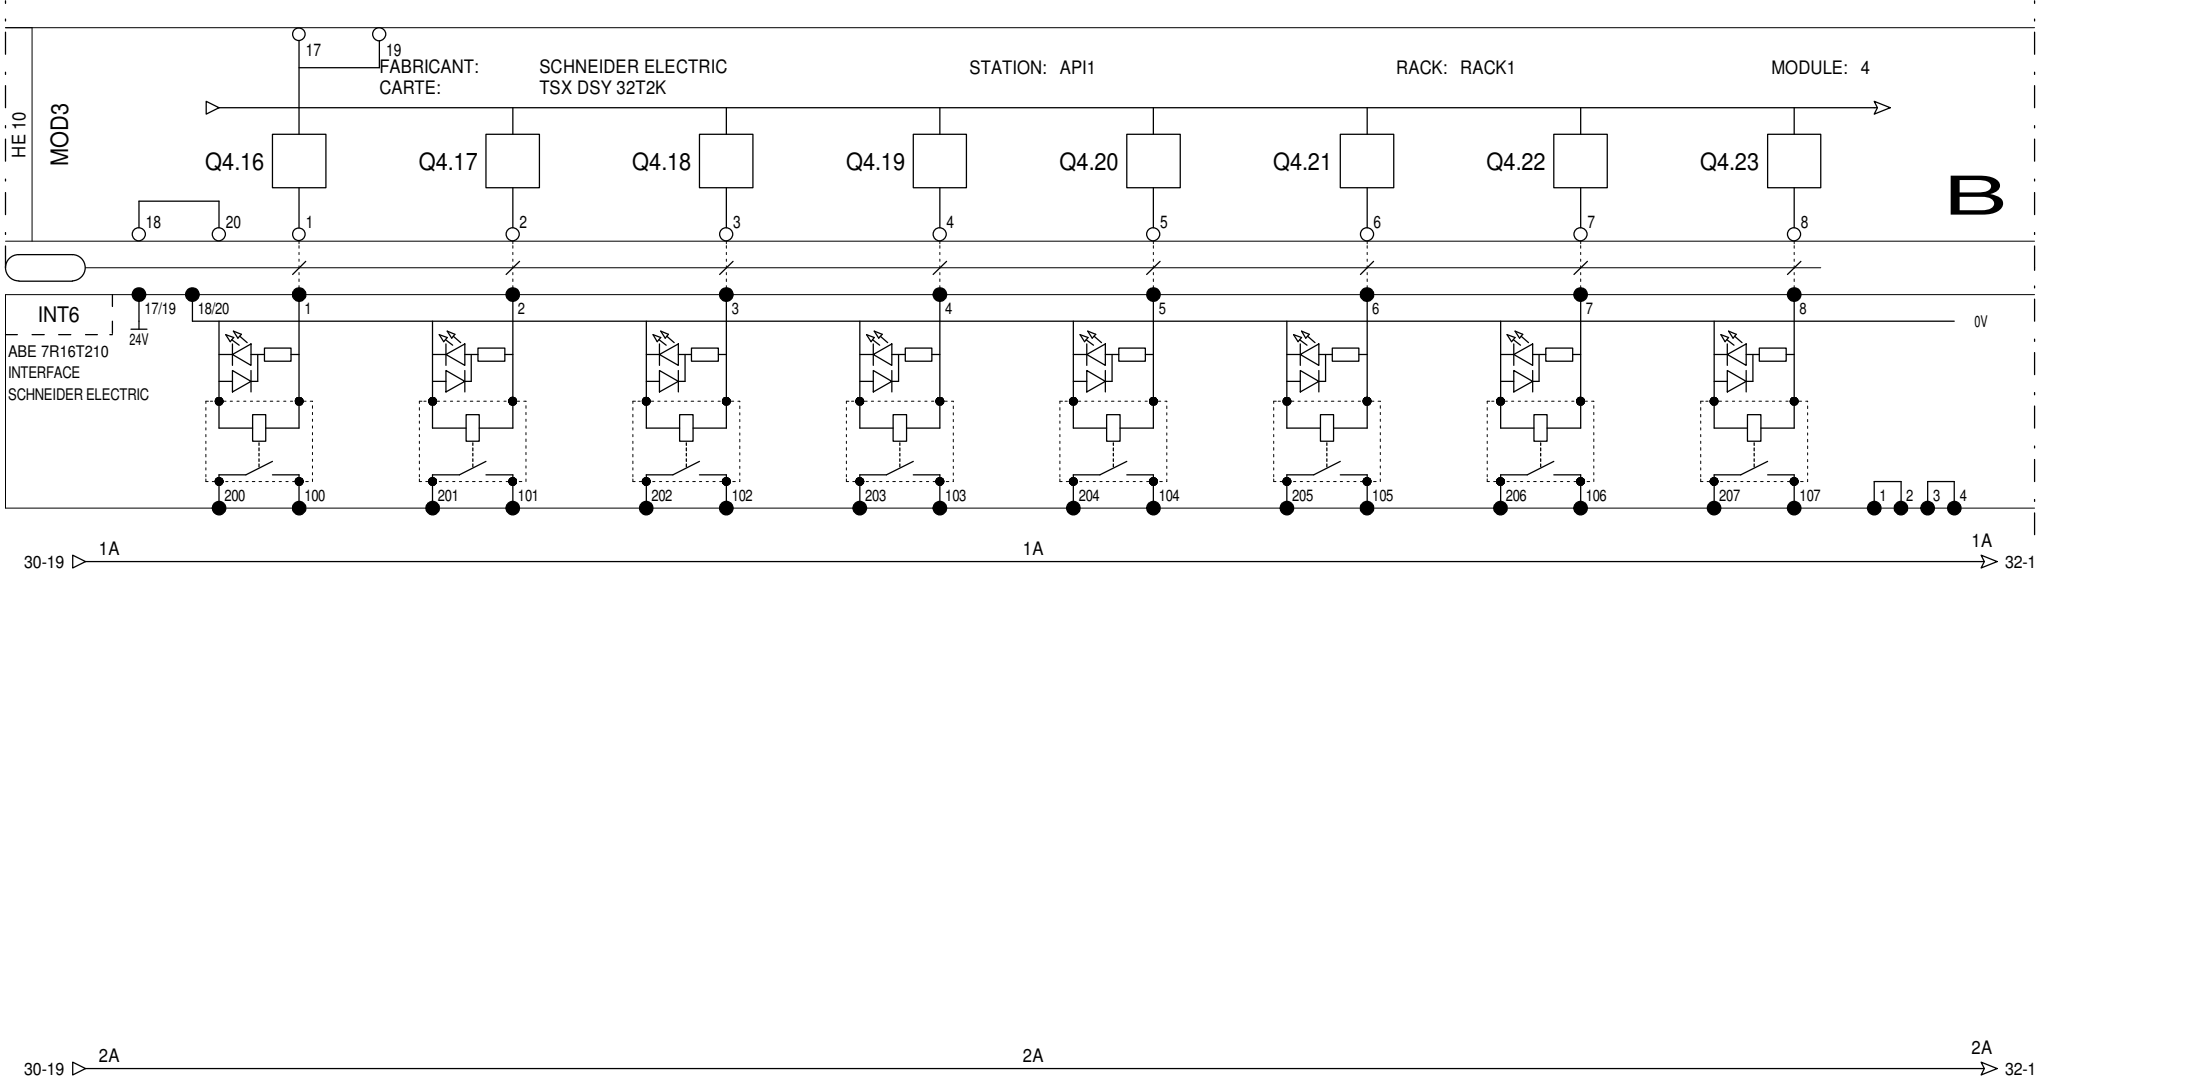 17 19
FABRICANT: SCHNEIDER ELECTRIC STATION: API1 RACK: RACK1 MODULE: 4
CARTE: TSX DSY 32T2K
HE 10
MOD3
Q4.16 Q4.17 Q4.18 Q4.19 Q4.20 Q4.21 Q4.22 Q4.23
B
18 20 1 2 3 4 5 6 7 8
INT6 17/19 18/20 1 2 3 4 5 6 7 8
0V
24V
ABE 7R16T210
INTERFACE
SCHNEIDER ELECTRIC
200 100 201 101 202 102 203 103 204 104 205 105 206 106 207 107 1 2 3 4
1A 1A 1A
30-19 32-1
2A 2A 2A
30-19 32-1